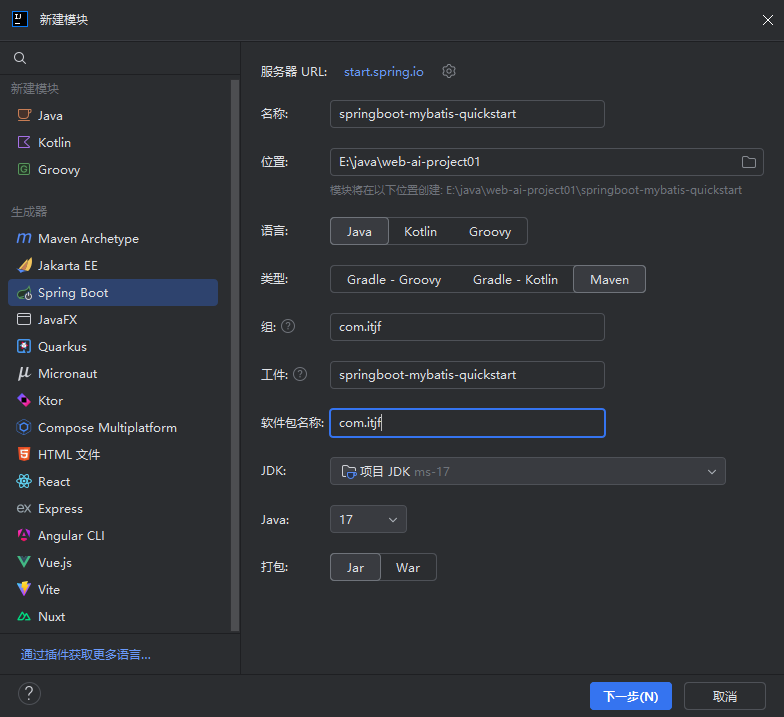 新建模块
新建模块
Java
Kotlin
Groovy
生成器
Maven Archetype
Jakarta EE
Spring Boot
JavaFX
Quarkus
Micronaut
Ktor
Compose Multiplatform
HTML 文件
React
ex Express
Angular CLI
Vue.js
Vite
Nuxt
通过插件获取更多语言...
服务器 URL: start.spring.io
名称: springboot-mybatis-quickstart
位置: E:\java\web-ai-project01
模块将在以下位置创建: E:\java\web-ai-project01\springboot-mybatis-quickstart
语言: Java Kotlin Groovy
类型: Gradle - Groovy Gradle - Kotlin Maven
组: ? com.itjf
工件: ? springboot-mybatis-quickstart
软件包名称: com.itjf
JDK: 项目 JDK ms-17
Java: 17
打包: Jar War
? 下一步(N) 取消